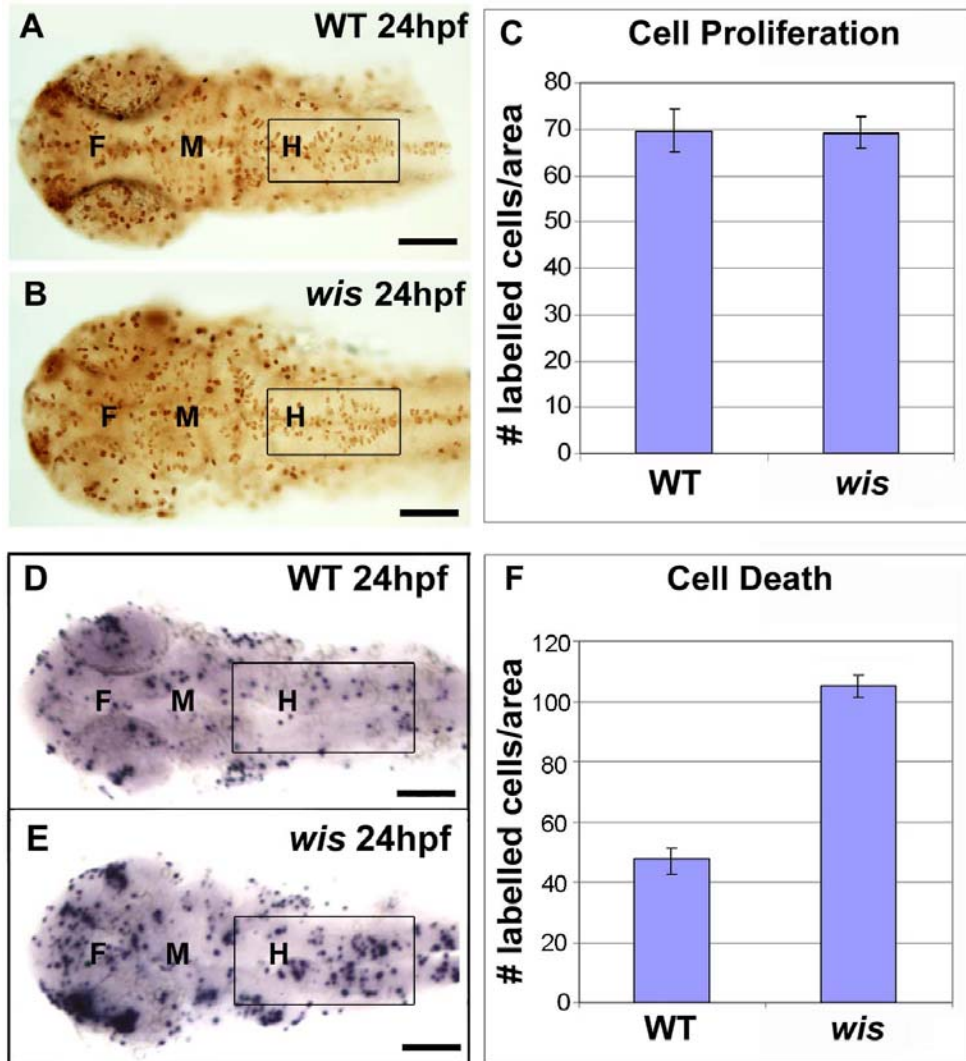 A WT 24hpf
F M H
B wis 24hpf
F M H
C Cell Proliferation
# labelled cells/area
80
70
60
50
40
30
20
10
0
WT wis
D WT 24hpf
F M H
E wis 24hpf
F M H
F Cell Death
# labelled cells/area
120
100
80
60
40
20
0
WT wis